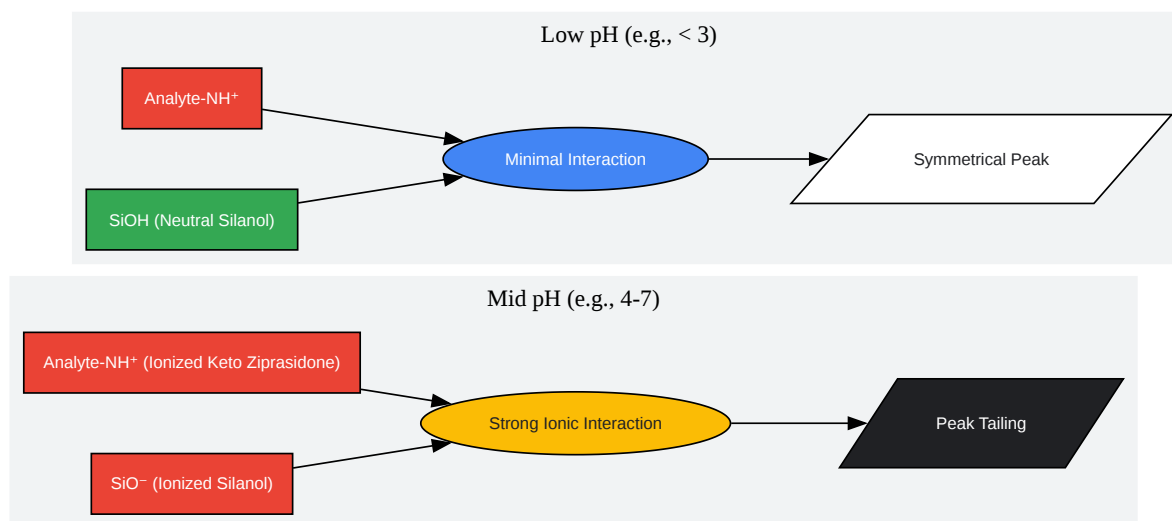 Low pH (e.g., < 3)
Analyte-NH⁺
Minimal Interaction
Symmetrical Peak
SiOH (Neutral Silanol)
Mid pH (e.g., 4-7)
Analyte-NH⁺ (Ionized Keto Ziprasidone)
Strong Ionic Interaction
Peak Tailing
SiO⁻ (Ionized Silanol)